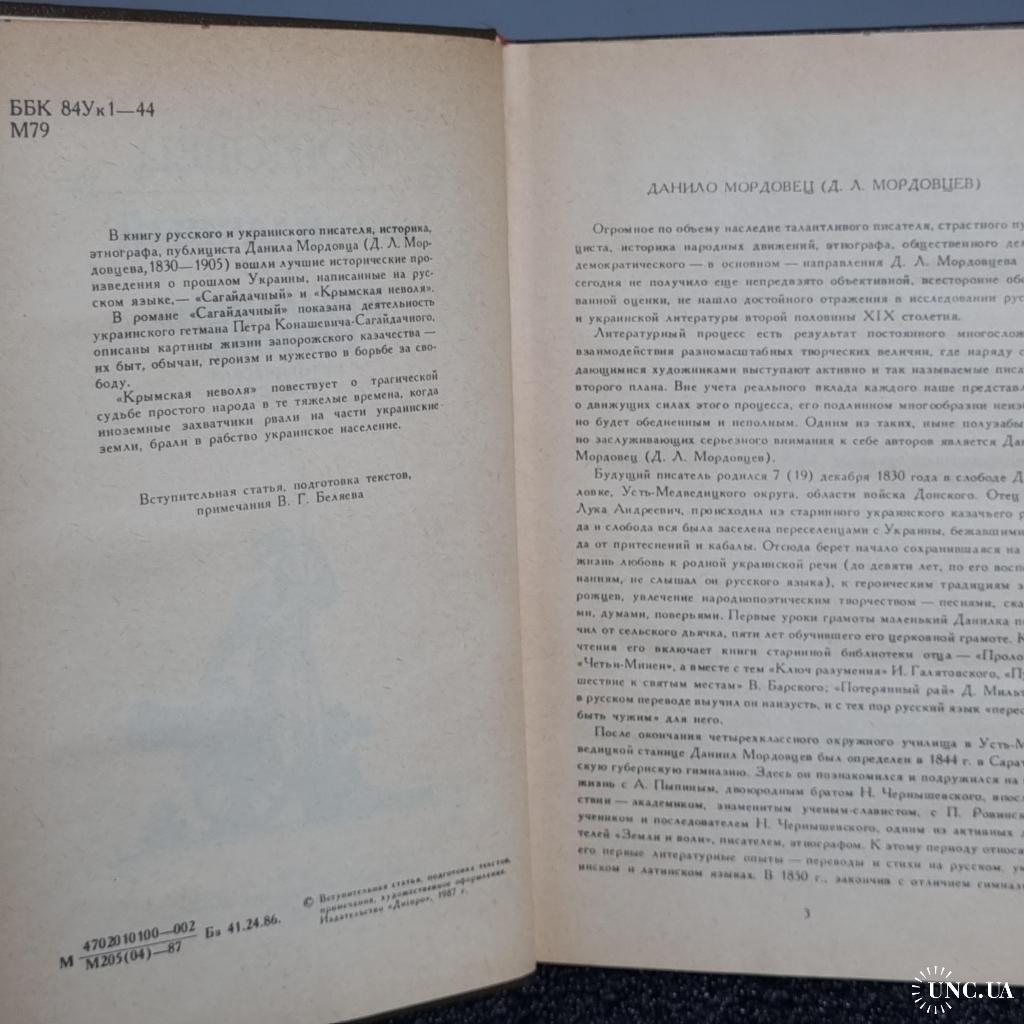 ББК 84Ук1—44
М79
В книгу русского и украинского писателя, историка,
этнографа, публициста Данила Мордовца (Д. Л. Мор-
довцева, 1830—1905) вошли лучшие исторические про-
изведения о прошлом Украины, написанные на рус-
ском языке,— «Сагайдачный» и «Крымская неволя».
В романе «Сагайдачный» показана деятельность
украинского гетмана Петра Конашевича-Сагайдачного,
описаны картины жизни запорожского казачества —
их быт, обычаи, героизм и мужество в борьбе за сво-
боду.
«Крымская неволя» повествует о трагической
судьбе простого народа в те тяжелые времена, когда
иноземные захватчики рвали на части украинские
земли, брали в рабство украинское население.
Вступительная статья, подготовка текстов,
примечания В. Г. Беляева
М 4702010100—002
М205(04)—87
Бз 41.24.86.
© Вступительная статья, подготовка текстов,
примечания, художественное оформление.
Издательство «Дніпро», 1987 г.
ДАНИЛО МОРДОВЕЦ (Д. Л. МОРДОВЦЕВ)
Огромное по объему наследие талантливого писателя, страстного пу
циста, историка народных движений, этнографа, общественного дея
демократического — в основном — направления Д. Л. Мордовцева
сегодня не получило еще непредвзято объективной, всесторонне обо
ванной оценки, не нашло достойного отражения в исследовании рус
и украинской литературы второй половины XIX столетия.
Литературный процесс есть результат постоянного многослож
взаимодействия разномасштабных творческих величин, где наряду с
дающимися художниками выступают активно и так называемые писа
второго плана. Вне учета реального вклада каждого наше представл
о движущих силах этого процесса, его подлинном многообразии неиз
но будет обедненным и неполным. Одним из таких, ныне полузабы
но заслуживающих серьезного внимания к себе авторов является Дан
Мордовец (Д. Л. Мордовцев).
Будущий писатель родился 7 (19) декабря 1830 года в слободе Д
ловке, Усть-Медведицкого округа, области войска Донского. Отец
Лука Андреевич, происходил из старинного украинского казачьего р
да и слобода вся была заселена переселенцами с Украины, бежавшими
да от притеснений и кабалы. Отсюда берет начало сохранившаяся на
жизнь любовь к родной украинской речи (до девяти лет, по его воспо
наниям, не слышал он русского языка), к героическим традициям за
рожцев, увлечение народнопоэтическим творчеством — песнями, ска
ми, думами, поверьями. Первые уроки грамоты маленький Данилка по
чил от сельского дьячка, пяти лет обучившего его церковной грамоте. К
чтения его включает книги старинной библиотеки отца — «Проло
«Четьи-Минеи», а вместе с тем «Ключ разумения» И. Галятовского, «Пу
шествие к святым местам» В. Барского; «Потерянный рай» Д. Мильт
в русском переводе выучил он наизусть, и с тех пор русский язык «перес
быть чужим» для него.
После окончания четырехклассного окружного училища в Усть-М
ведицкой станице Даниил Мордовцев был определен в 1844 г. в Сарат
скую губернскую гимназию. Здесь он познакомился и подружился на
жизнь с А. Пыпиным, двоюродным братом Н. Чернышевского, впосле
ствии — академиком, знаменитым ученым-славистом, с П. Ровинск
учеником и последователем Н. Чернышевского, одним из активных д
телей «Земли и воли», писателем, этнографом. К этому периоду относя
его первые литературные опыты — переводы и стихи на русском, ук
инском и латинском языках. В 1850 г., закончив с отличием гимназ
3
UNC.UA